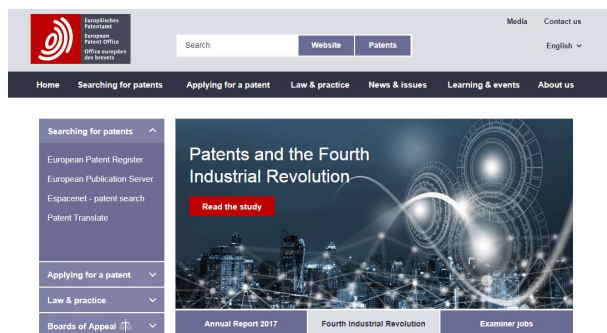 Europäisches
Patentamt
European
Patent Office
Office européen
des brevets
Media Contact us
Search Website Patents English
Home Searching for patents Applying for a patent Law & practice News & issues Learning & events About us
Searching for patents
European Patent Register
European Publication Server
Espacenet - patent search
Patent Translate
Applying for a patent
Law & practice
Boards of Appeal
Patents and the Fourth
Industrial Revolution
Read the study
Annual Report 2017 Fourth Industrial Revolution Examiner jobs